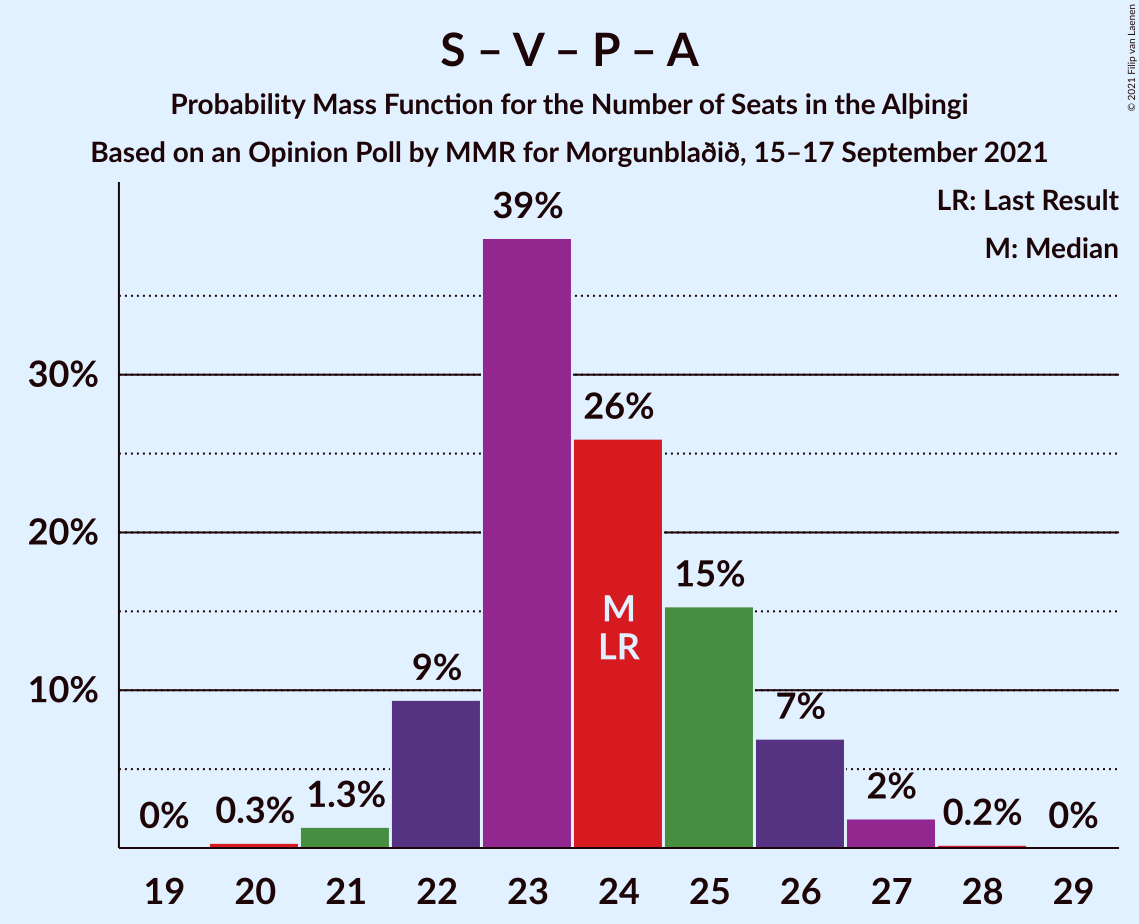 S – V – P – A
Probability Mass Function for the Number of Seats in the Alþingi
Based on an Opinion Poll by MMR for Morgunblaðið, 15–17 September 2021
© 2021 Filip van Laenen
LR: Last Result
M: Median
39%
30%
26%
20%
15%
M
LR
9%
10%
7%
2%
1.3%
0.3%
0.2%
0%
0%
19 20 21 22 23 24 25 26 27 28 29